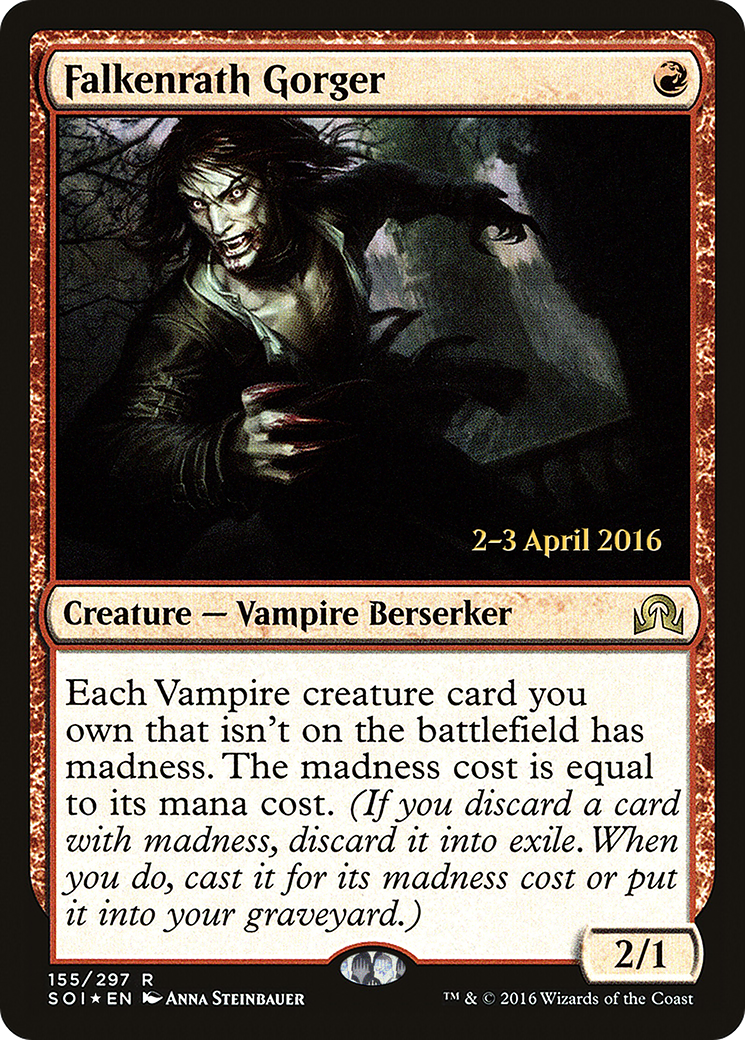 Falkenrath Gorger
2–3 April 2016
Creature — Vampire Berserker
Each Vampire creature card you
own that isn't on the battlefield has
madness. The madness cost is equal
to its mana cost. (If you discard a card
with madness, discard it into exile. When
you do, cast it for its madness cost or put
it into your graveyard.)
2/1
155/297 R
SOI★EN Anna Steinbauer
™ & © 2016 Wizards of the Coast